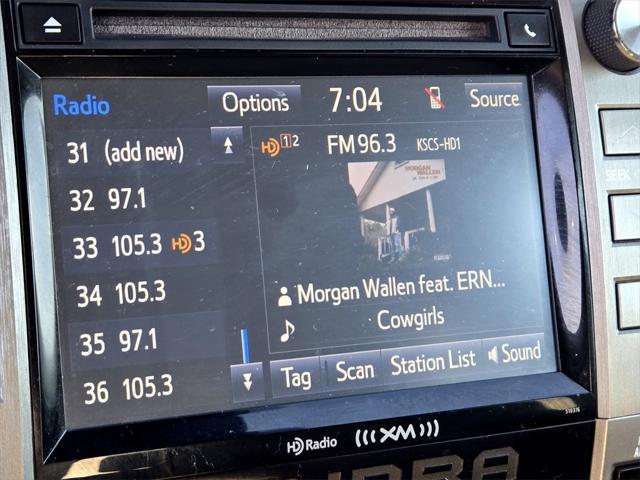 Radio
Options
7:04
Source
31 (add new)
32 97.1
33 105.3 HD 3
34 105.3
35 97.1
36 105.3
HD 1 2
FM 96.3 KSCS-HD1
MORGAN WALLEN
Morgan Wallen feat. ERN...
Cowgirls
Tag
Scan
Station List
Sound
SEEK
510376
HD Radio
((( XM )))